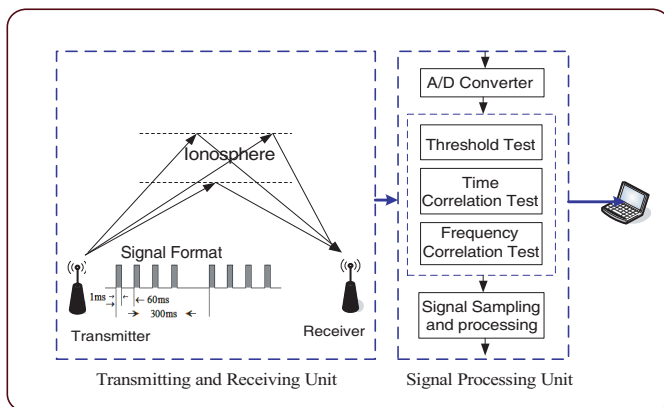 Ionosphere
Signal Format
1ms
60ms
300ms
Transmitter
Receiver
Transmitting and Receiving Unit
A/D Converter
Threshold Test
Time
Correlation Test
Frequency
Correlation Test
Signal Sampling
and processing
Signal Processing Unit